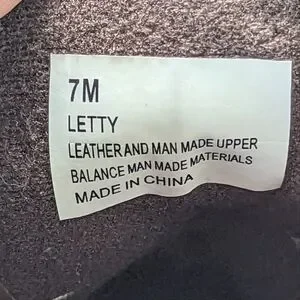 7M
LETTY
LEATHER AND MAN MADE UPPER
BALANCE MAN MADE MATERIALS
MADE IN CHINA